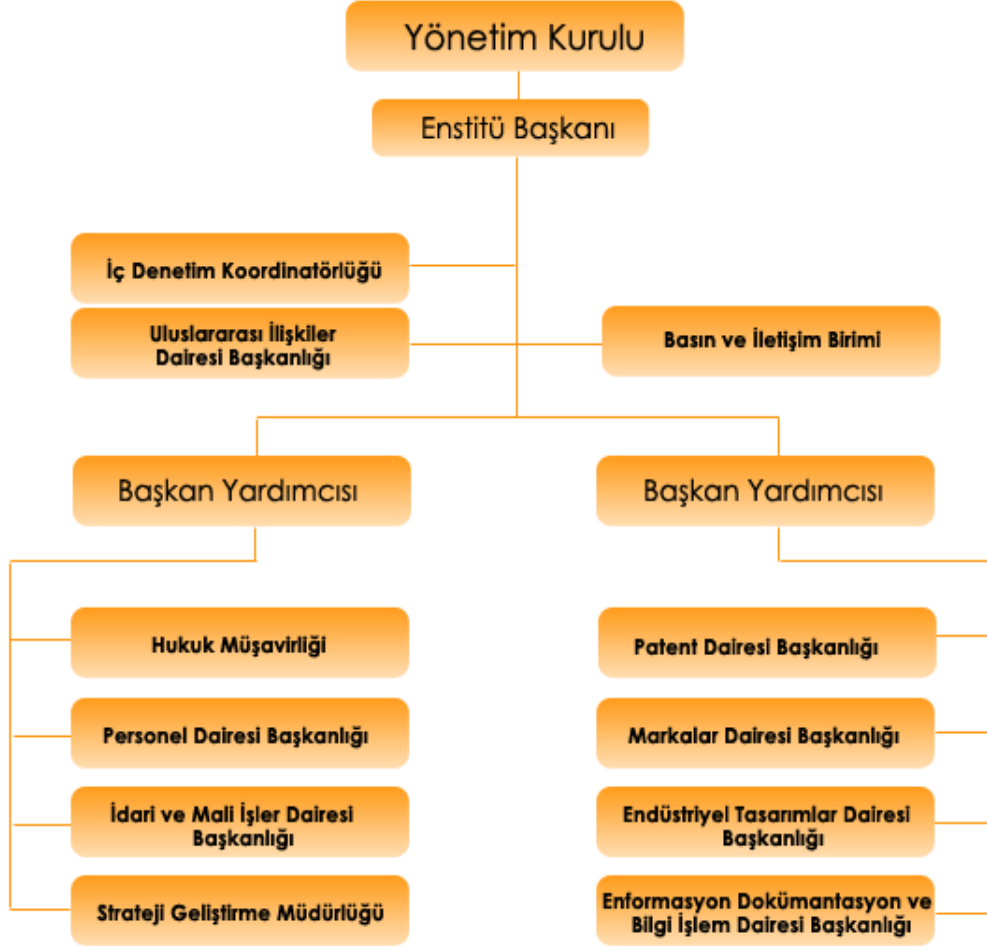 Yönetim Kurulu
Enstitü Başkanı
İç Denetim Koordinatörlüğü
Uluslararası İlişkiler
Dairesi Başkanlığı
Basın ve İletişim Birimi
Başkan Yardımcısı
Başkan Yardımcısı
Hukuk Müşavirliği
Personel Dairesi Başkanlığı
İdari ve Mali İşler Dairesi
Başkanlığı
Strateji Geliştirme Müdürlüğü
Patent Dairesi Başkanlığı
Markalar Dairesi Başkanlığı
Endüstriyel Tasarımlar Dairesi
Başkanlığı
Enformasyon Dokümantasyon ve
Bilgi İşlem Dairesi Başkanlığı